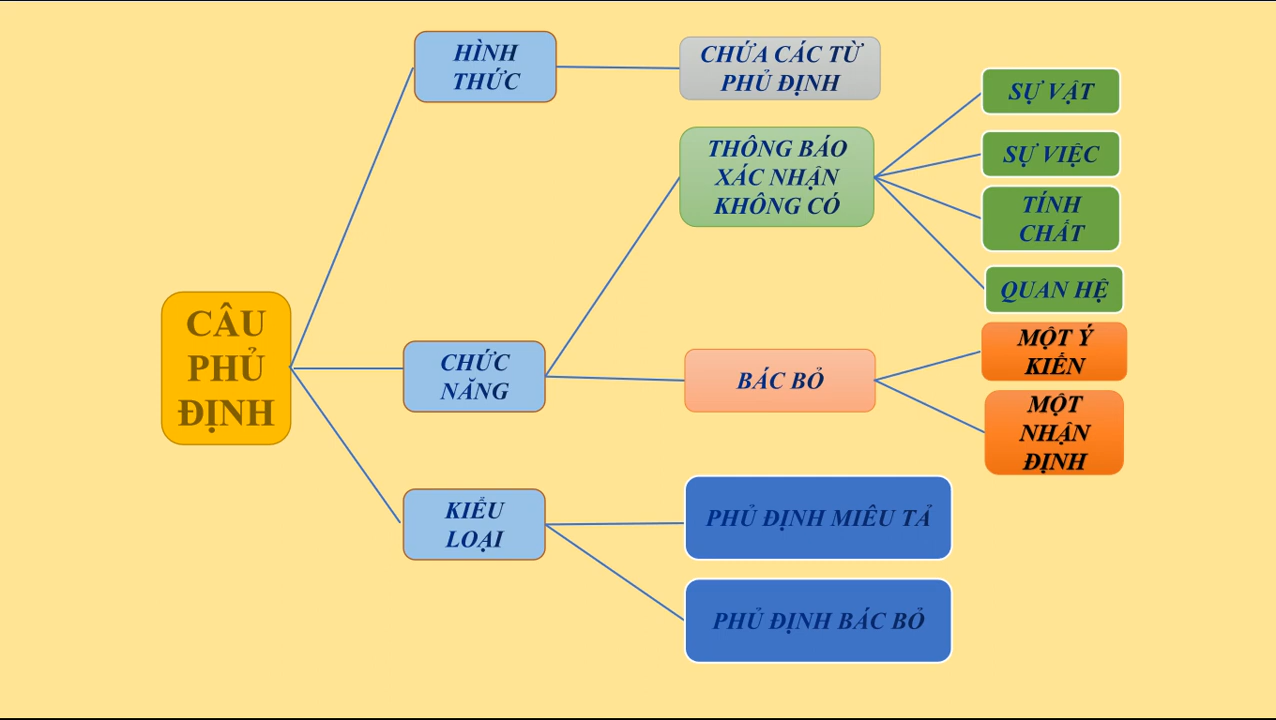 HÌNH
THỨC
CHỨA CÁC TỪ
PHỦ ĐỊNH
SỰ VẬT
THÔNG BÁO
XÁC NHẬN
KHÔNG CÓ
SỰ VIỆC
TÍNH
CHẤT
QUAN HỆ
CÂU
PHỦ
ĐỊNH
CHỨC
NĂNG
BÁC BỎ
MỘT Ý
KIẾN
MỘT
NHẬN
ĐỊNH
KIỂU
LOẠI
PHỦ ĐỊNH MIÊU TẢ
PHỦ ĐỊNH BÁC BỎ